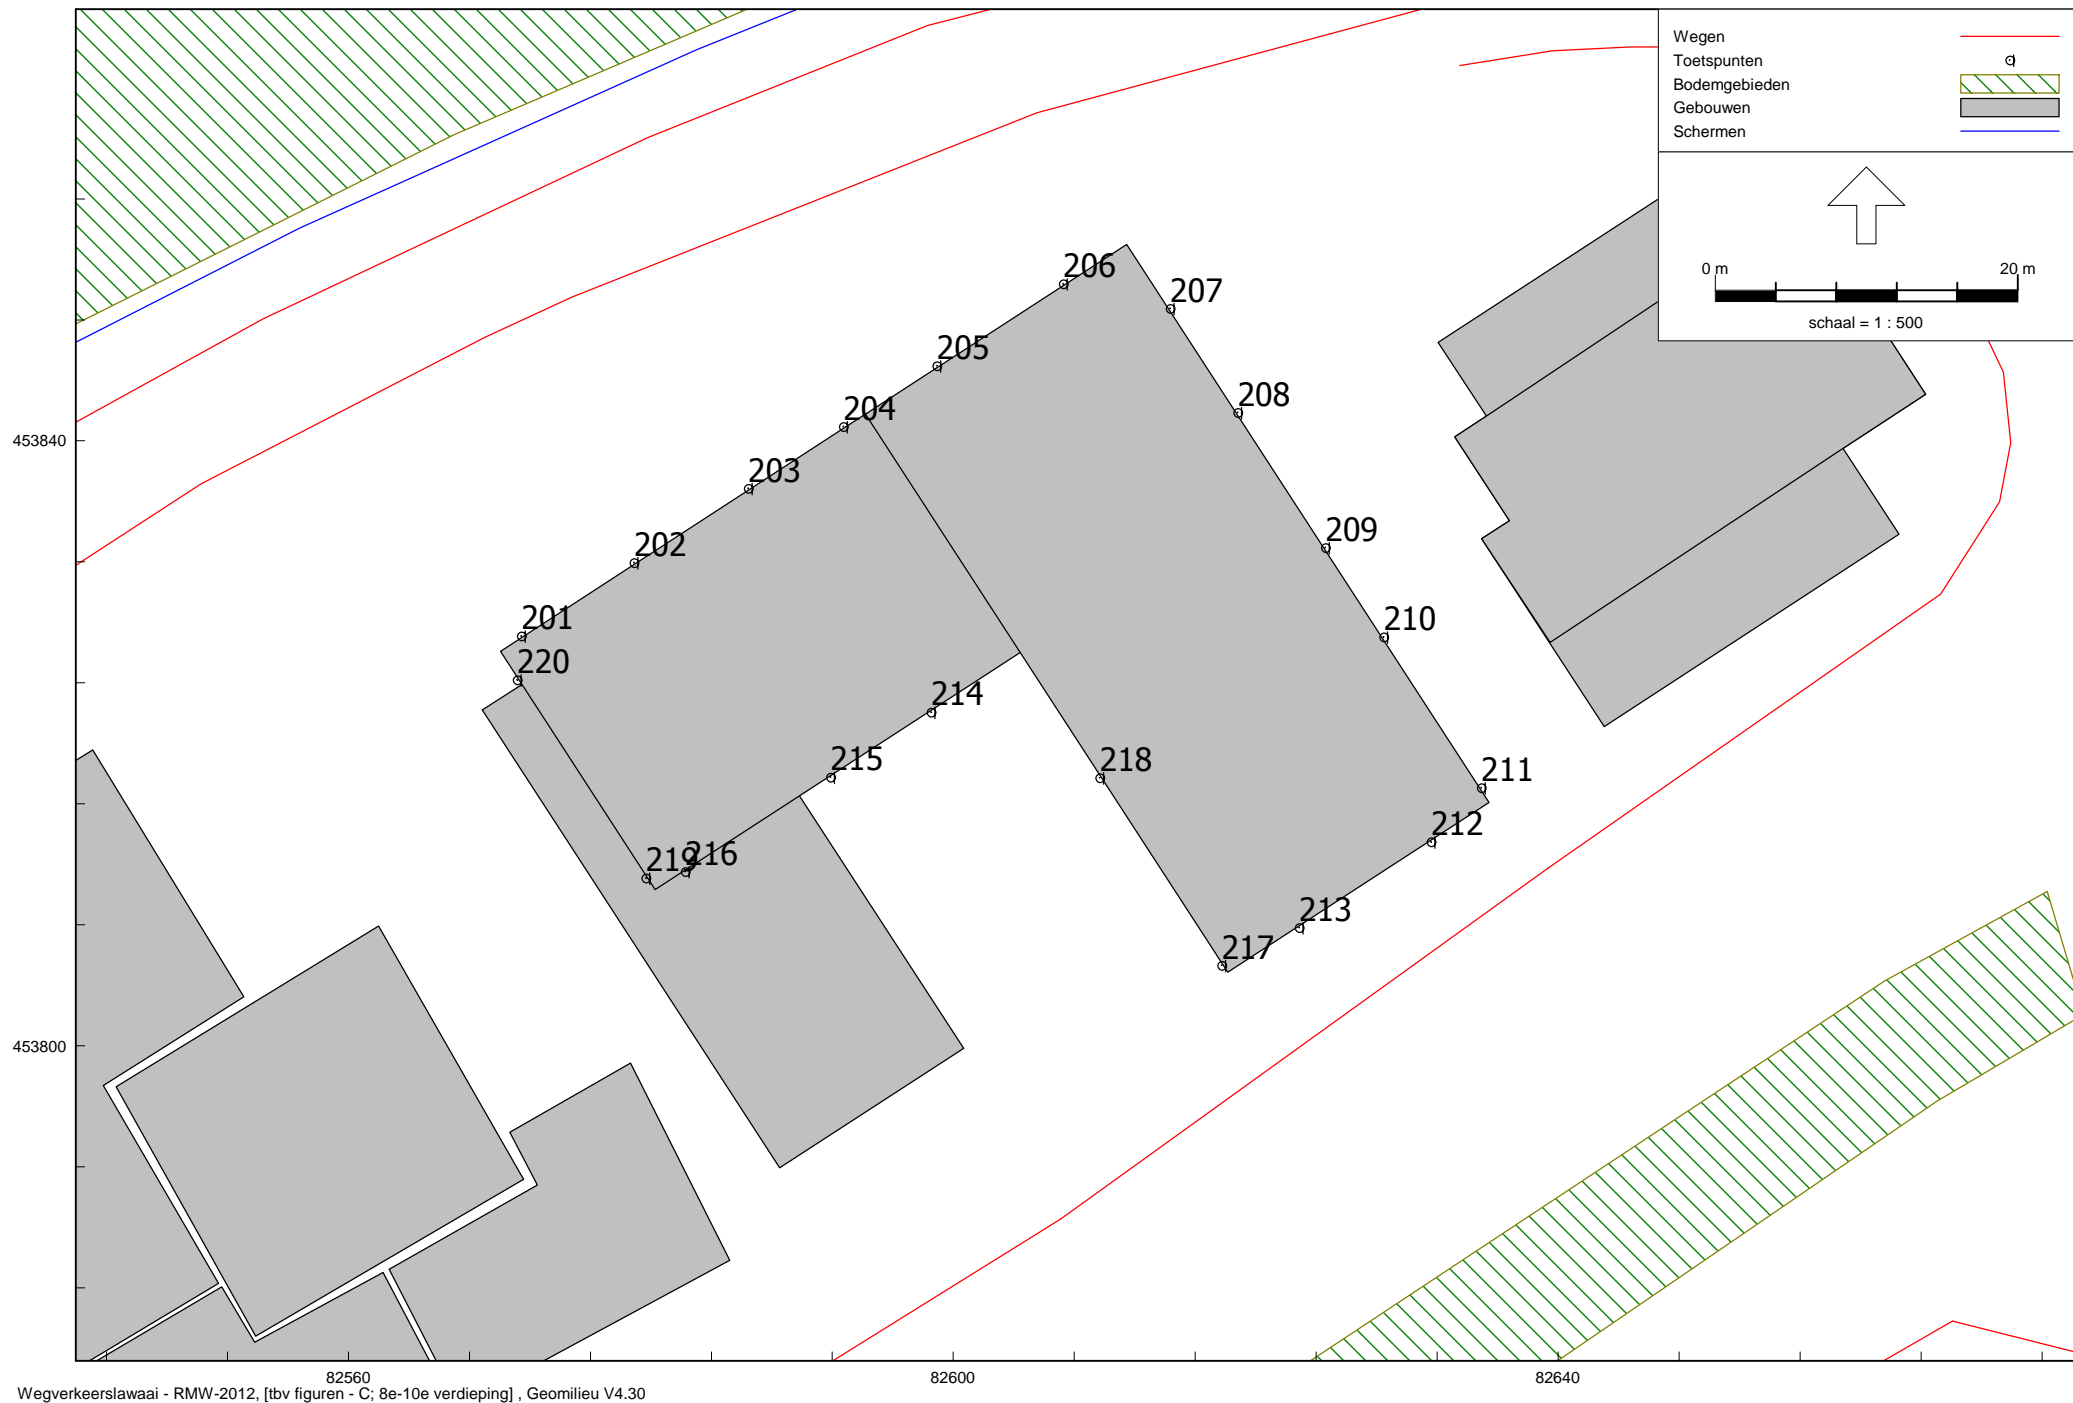 Wegen
Toetspunten
Bodemgebieden
Gebouwen
Schermen
0 m 20 m
schaal = 1 : 500
206
207
205
208
204
453840
203
209
202
201
210
220
214
215
218
211
212
219
216
213
217
453800
82560 82600 82640
Wegverkeerslawaai - RMW-2012, [tbv figuren - C; 8e-10e verdieping] , Geomilieu V4.30